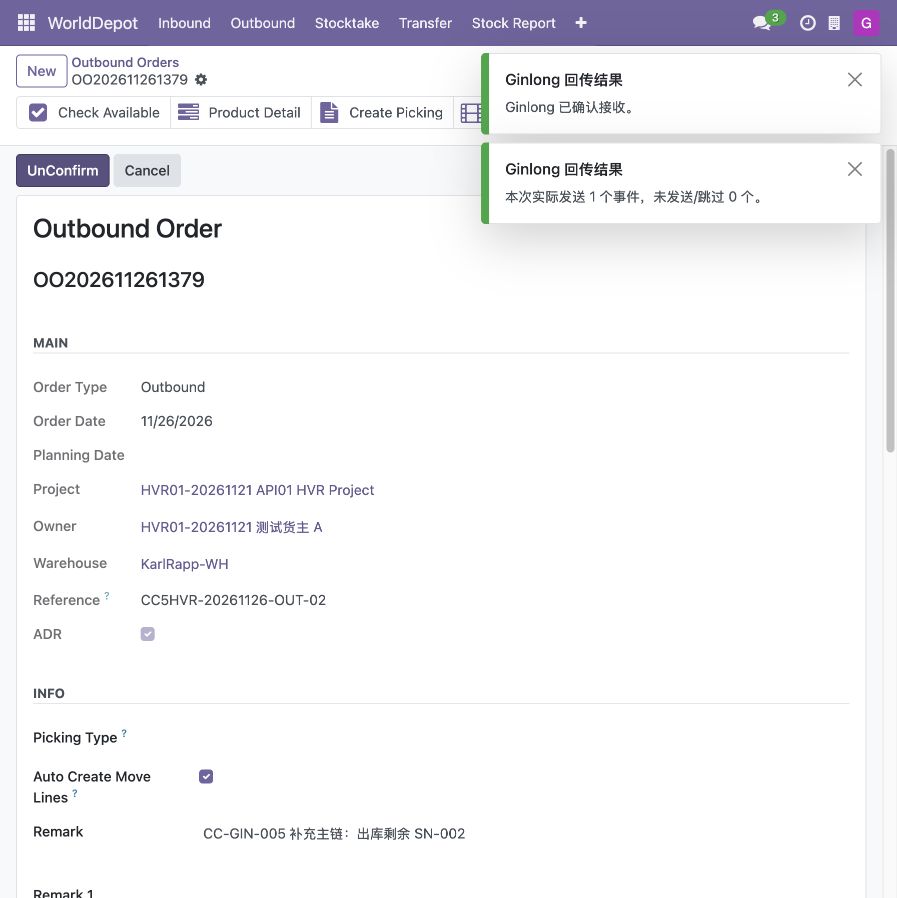 WorldDepot Inbound Outbound Stocktake Transfer Stock Report + 3 G
New Outbound Orders
OO202611261379
Check Available Product Detail Create Picking
Ginlong 回传结果
Ginlong 已确认接收。
Ginlong 回传结果
本次实际发送 1 个事件，未发送/跳过 0 个。
UnConfirm Cancel
Outbound Order
OO202611261379
MAIN
Order Type Outbound
Order Date 11/26/2026
Planning Date
Project HVR01-20261121 API01 HVR Project
Owner HVR01-20261121 测试货主 A
Warehouse KarlRapp-WH
Reference ? CC5HVR-20261126-OUT-02
ADR
INFO
Picking Type ?
Auto Create Move
Lines ?
Remark CC-GIN-005 补充主链：出库剩余 SN-002
Remark 1